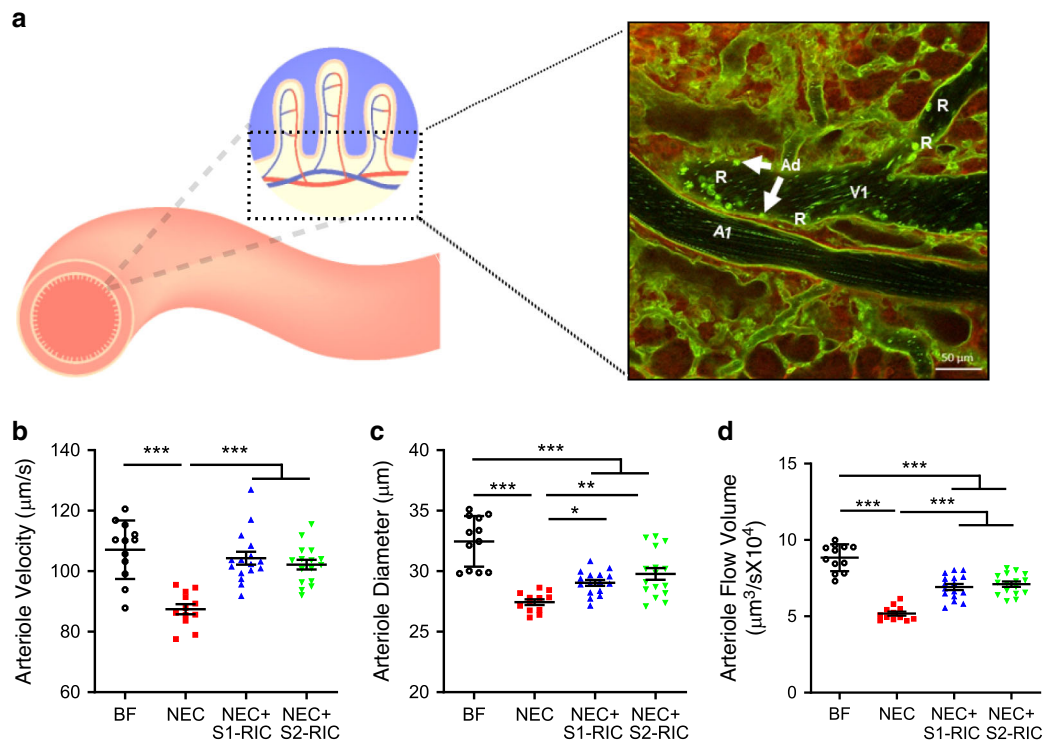 a
R
R
Ad
R
V1
R
A1
50 µm
b
Arteriole Velocity (µm/s)
140
120
100
80
60
***
***
BF
NEC
NEC+
S1-RIC
NEC+
S2-RIC
c
Arteriole Diameter (µm)
40
35
30
25
20
***
***
**
*
BF
NEC
NEC+
S1-RIC
NEC+
S2-RIC
d
Arteriole Flow Volume
(µm³/sX10⁴)
15
10
5
0
***
***
***
BF
NEC
NEC+
S1-RIC
NEC+
S2-RIC